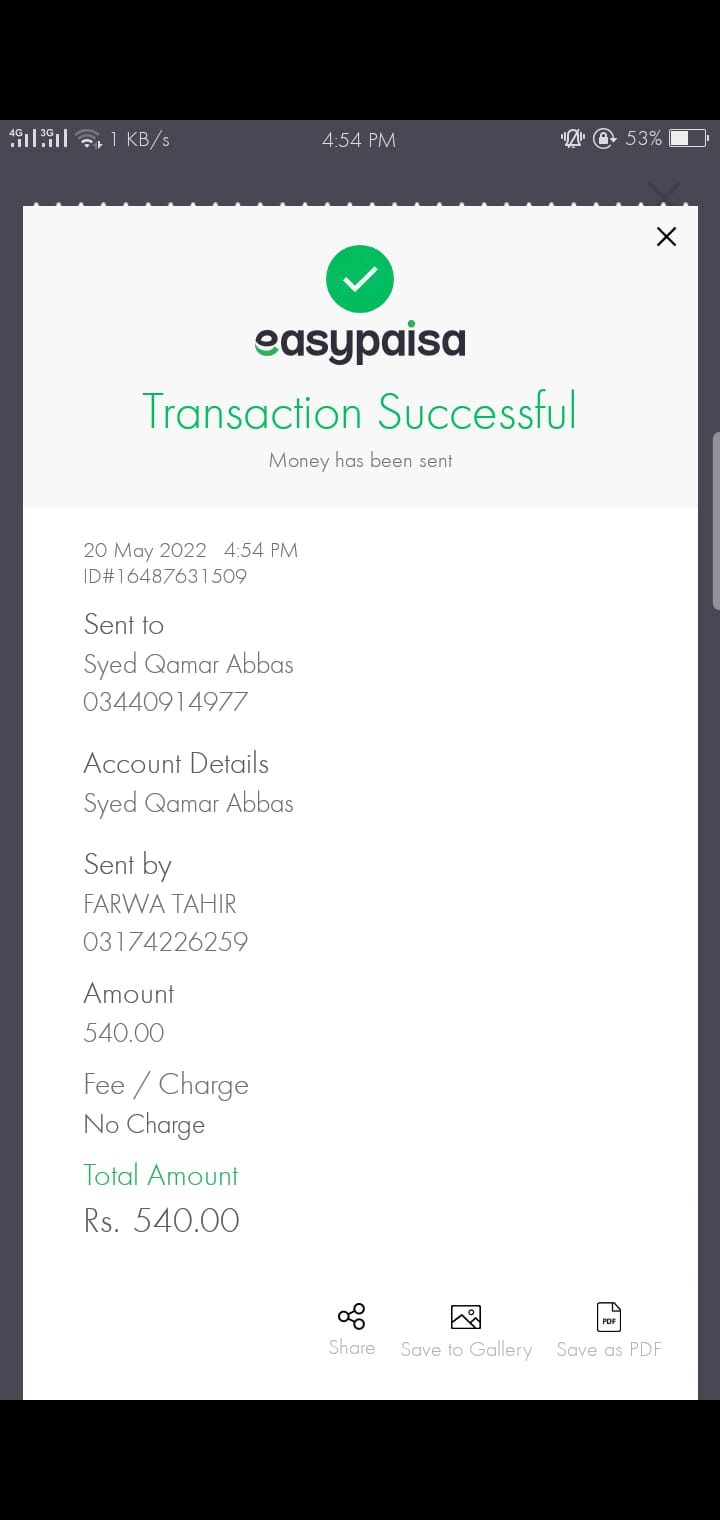 4G 3G 1 KB/s 4:54 PM 53%
easypaisa
Transaction Successful
Money has been sent
20 May 2022 4:54 PM
ID#16487631509
Sent to
Syed Qamar Abbas
03440914977
Account Details
Syed Qamar Abbas
Sent by
FARWA TAHIR
03174226259
Amount
540.00
Fee / Charge
No Charge
Total Amount
Rs. 540.00
PDF
Share Save to Gallery Save as PDF